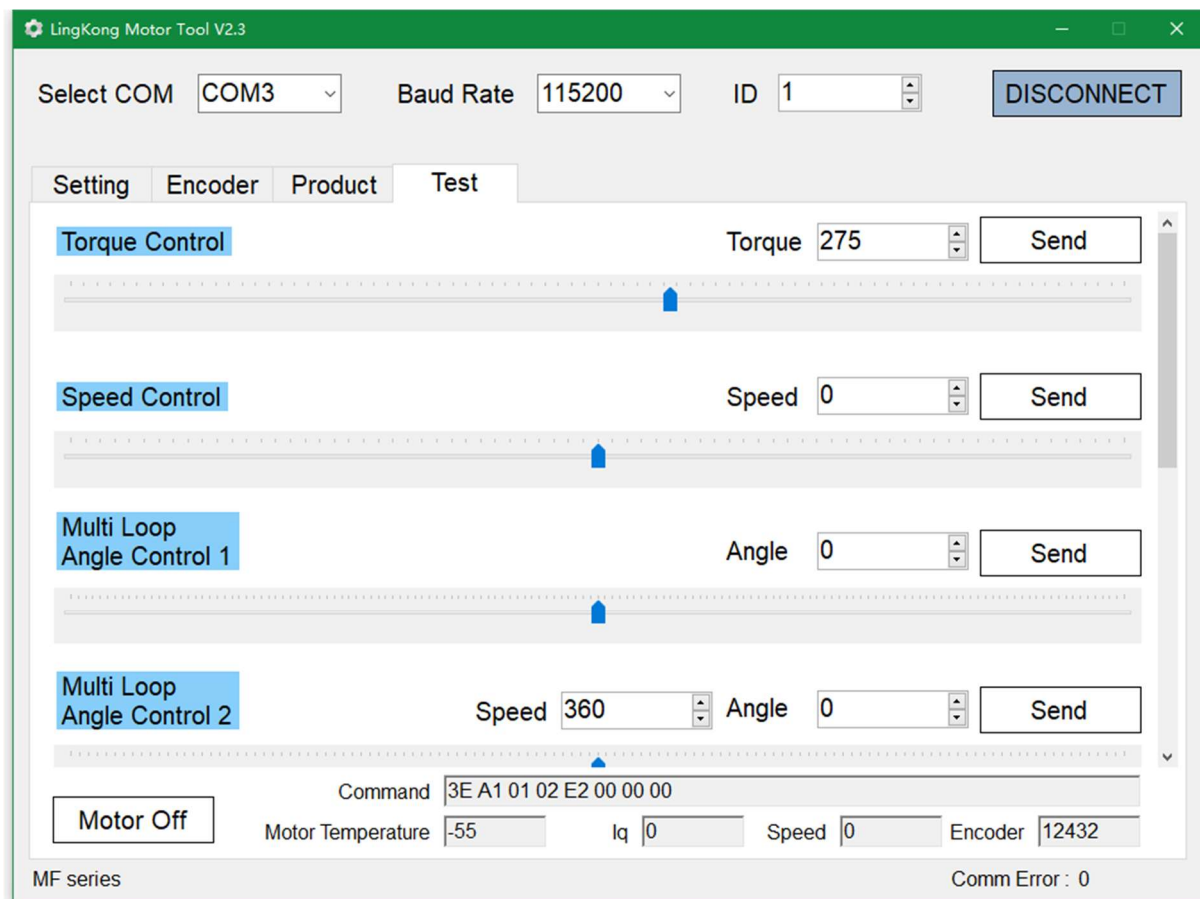 LingKong Motor Tool V2.3
Select COM COM3 Baud Rate 115200 ID 1 DISCONNECT
Setting Encoder Product Test
Torque Control Torque 275 Send
Speed Control Speed 0 Send
Multi Loop
Angle Control 1 Angle 0 Send
Multi Loop
Angle Control 2 Speed 360 Angle 0 Send
Command 3E A1 01 02 E2 00 00 00
Motor Off Motor Temperature -55 Iq 0 Speed 0 Encoder 12432
MF series Comm Error : 0